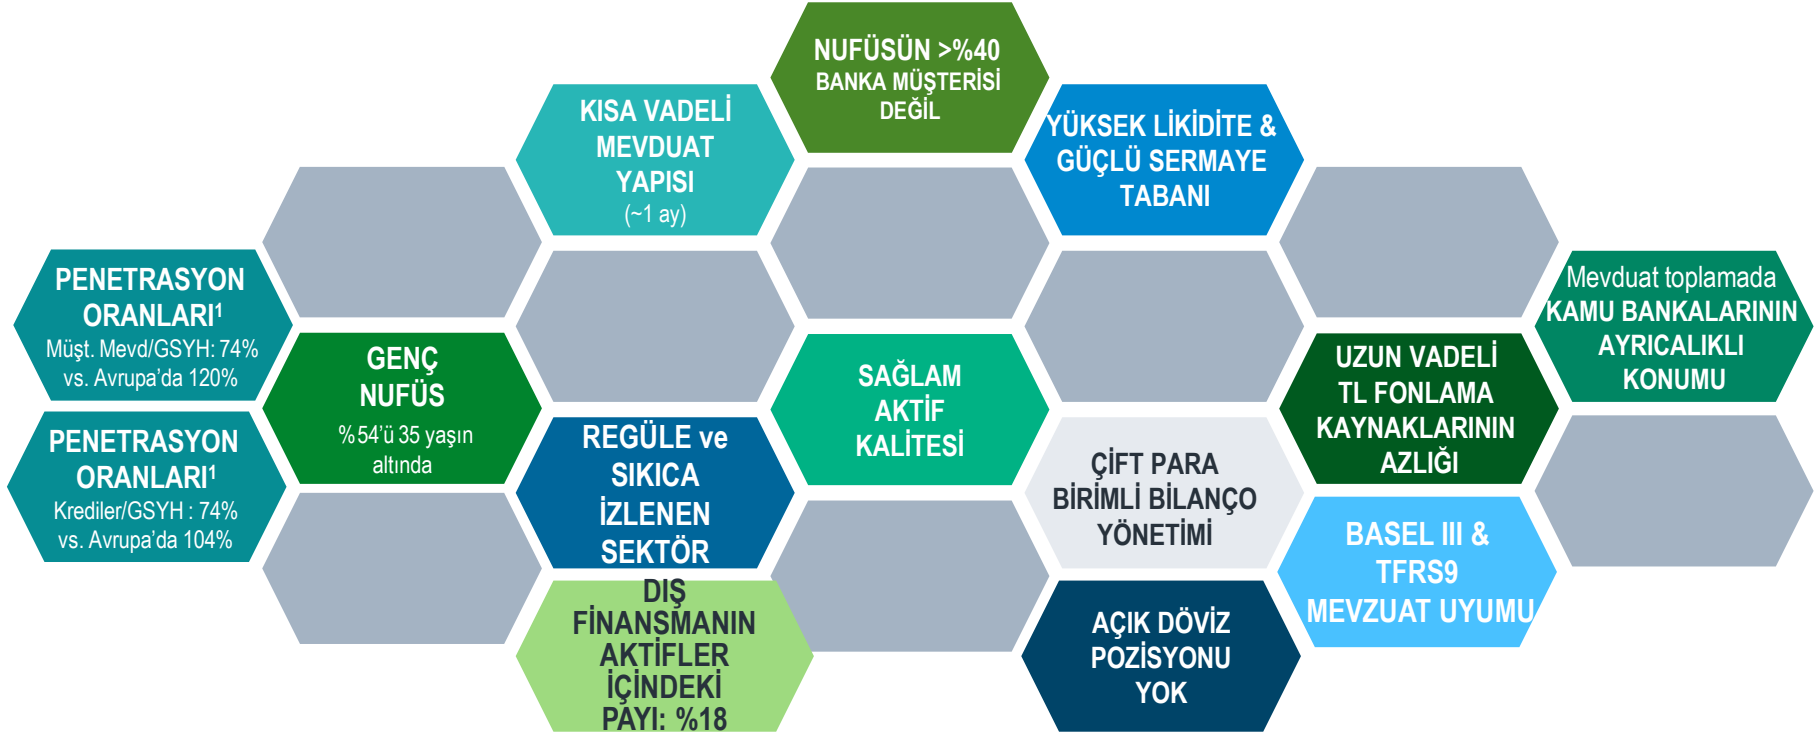 NUFÜSÜN >%40
BANKA MÜŞTERİSİ
DEĞİL
KISA VADELİ
MEVDUAT
YAPISI
(~1 ay)
YÜKSEK LİKİDİTE &
GÜÇLÜ SERMAYE
TABANI
PENETRASYON
ORANLARI¹
Müşt. Mevd/GSYH: 74%
vs. Avrupa’da 120%
Mevduat toplamada
KAMU BANKALARININ
AYRICALIKLI
KONUMU
GENÇ
NUFÜS
%54’ü 35 yaşın
altında
SAĞLAM
AKTİF
KALİTESİ
UZUN VADELİ
TL FONLAMA
KAYNAKLARININ
AZLIĞI
PENETRASYON
ORANLARI¹
Krediler/GSYH : 74%
vs. Avrupa’da 104%
REGÜLE ve
SIKICA
İZLENEN
SEKTÖR
ÇİFT PARA
BİRİMLİ BİLANÇO
YÖNETİMİ
BASEL III &
TFRS9
MEVZUAT UYUMU
DIŞ
FİNANSMANIN
AKTİFLER
İÇİNDEKİ
PAYI: %18
AÇIK DÖVİZ
POZİSYONU
YOK